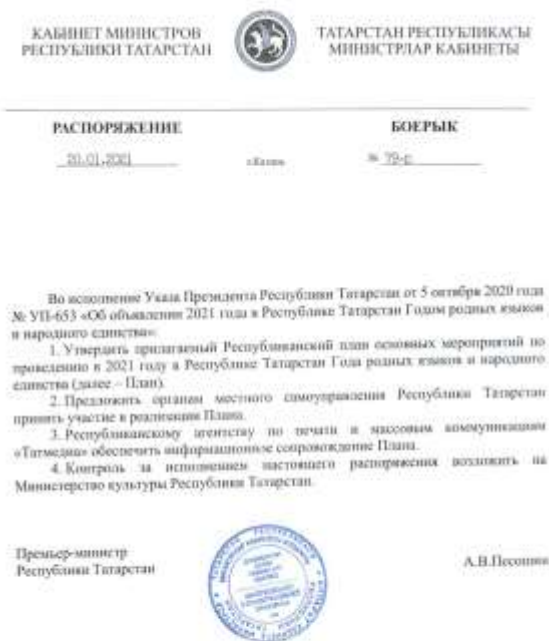 КАБИНЕТ МИНИСТРОВ
РЕСПУБЛИКИ ТАТАРСТАН
ТАТАРСТАН РЕСПУБЛИКАСЫ
МИНИСТРЛАР КАБИНЕТЫ
РАСПОРЯЖЕНИЕ
БОЕРЫК
20.01.2021
г.Казань
№ 79-р
Во исполнение Указа Президента Республики Татарстан от 5 октября 2020 года
№ УП-653 «Об объявлении 2021 года в Республике Татарстан Годом родных языков
и народного единства»:
1. Утвердить прилагаемый Республиканский план основных мероприятий по
проведению в 2021 году в Республике Татарстан Года родных языков и народного
единства (далее – План).
2. Предложить органам местного самоуправления Республики Татарстан
принять участие в реализации Плана.
3. Республиканскому агентству по печати и массовым коммуникациям
«Татмедиа» обеспечить информационное сопровождение Плана.
4. Контроль за исполнением настоящего распоряжения возложить на
Министерство культуры Республики Татарстан.
Премьер-министр
Республики Татарстан
А.В.Песошин